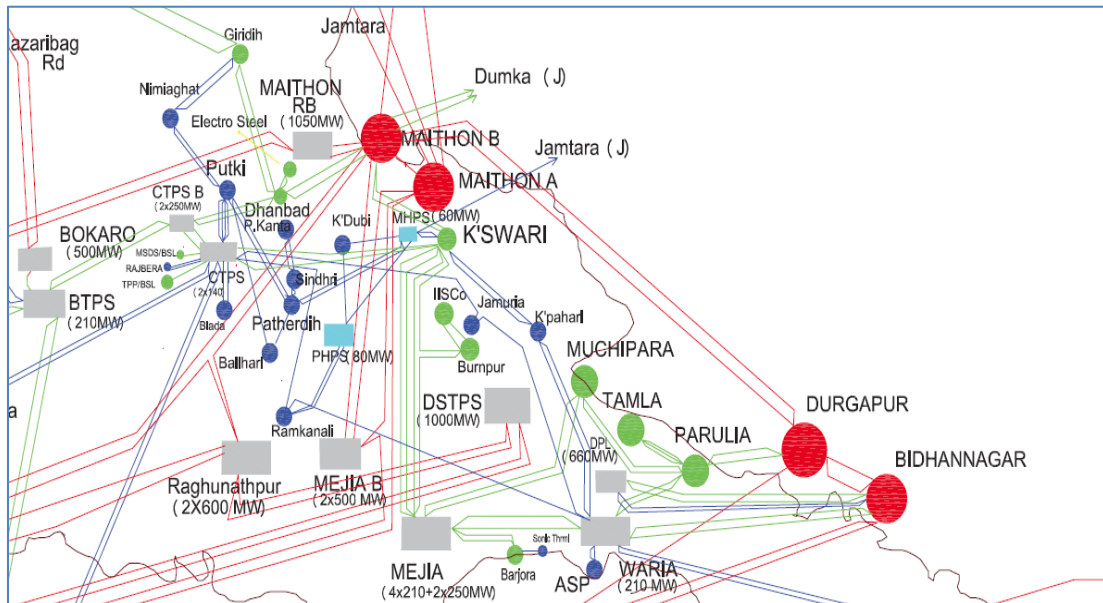 Jamtara
azaribag
Rd
Giridih
Dumka ( J)
Nimiaghat
MAITHON
RB
(1050MW)
Electro Steel
MAITHON B
Jamtara ( J)
Putki
MAITHON A
CTPS B
(2x250MW)
Dhanbad
P.Kanta
K'Dubi
MHPS(60MW)
K'SWARI
BOKARO
(500MW)
MSDS/BSL
RAJBERA
TPP/BSL
CTPS
(2x140)
Sindhri
BTPS
(210MW)
IISCo
Jamuria
K'pahari
Patherdih
Ballhari
PHPS(80MW)
Burnpur
MUCHIPARA
a
TAMLA
DSTPS
(1000MW)
DURGAPUR
Ramkanali
PARULIA
DPL
(660MW)
BIDHANNAGAR
Raghunathpur
(2X600 MW)
MEJIA B
(2x500 MW)
Sonic Thrml
MEJIA
(4x210+2x250MW)
Barjora
ASP
WARIA
(210 MW)